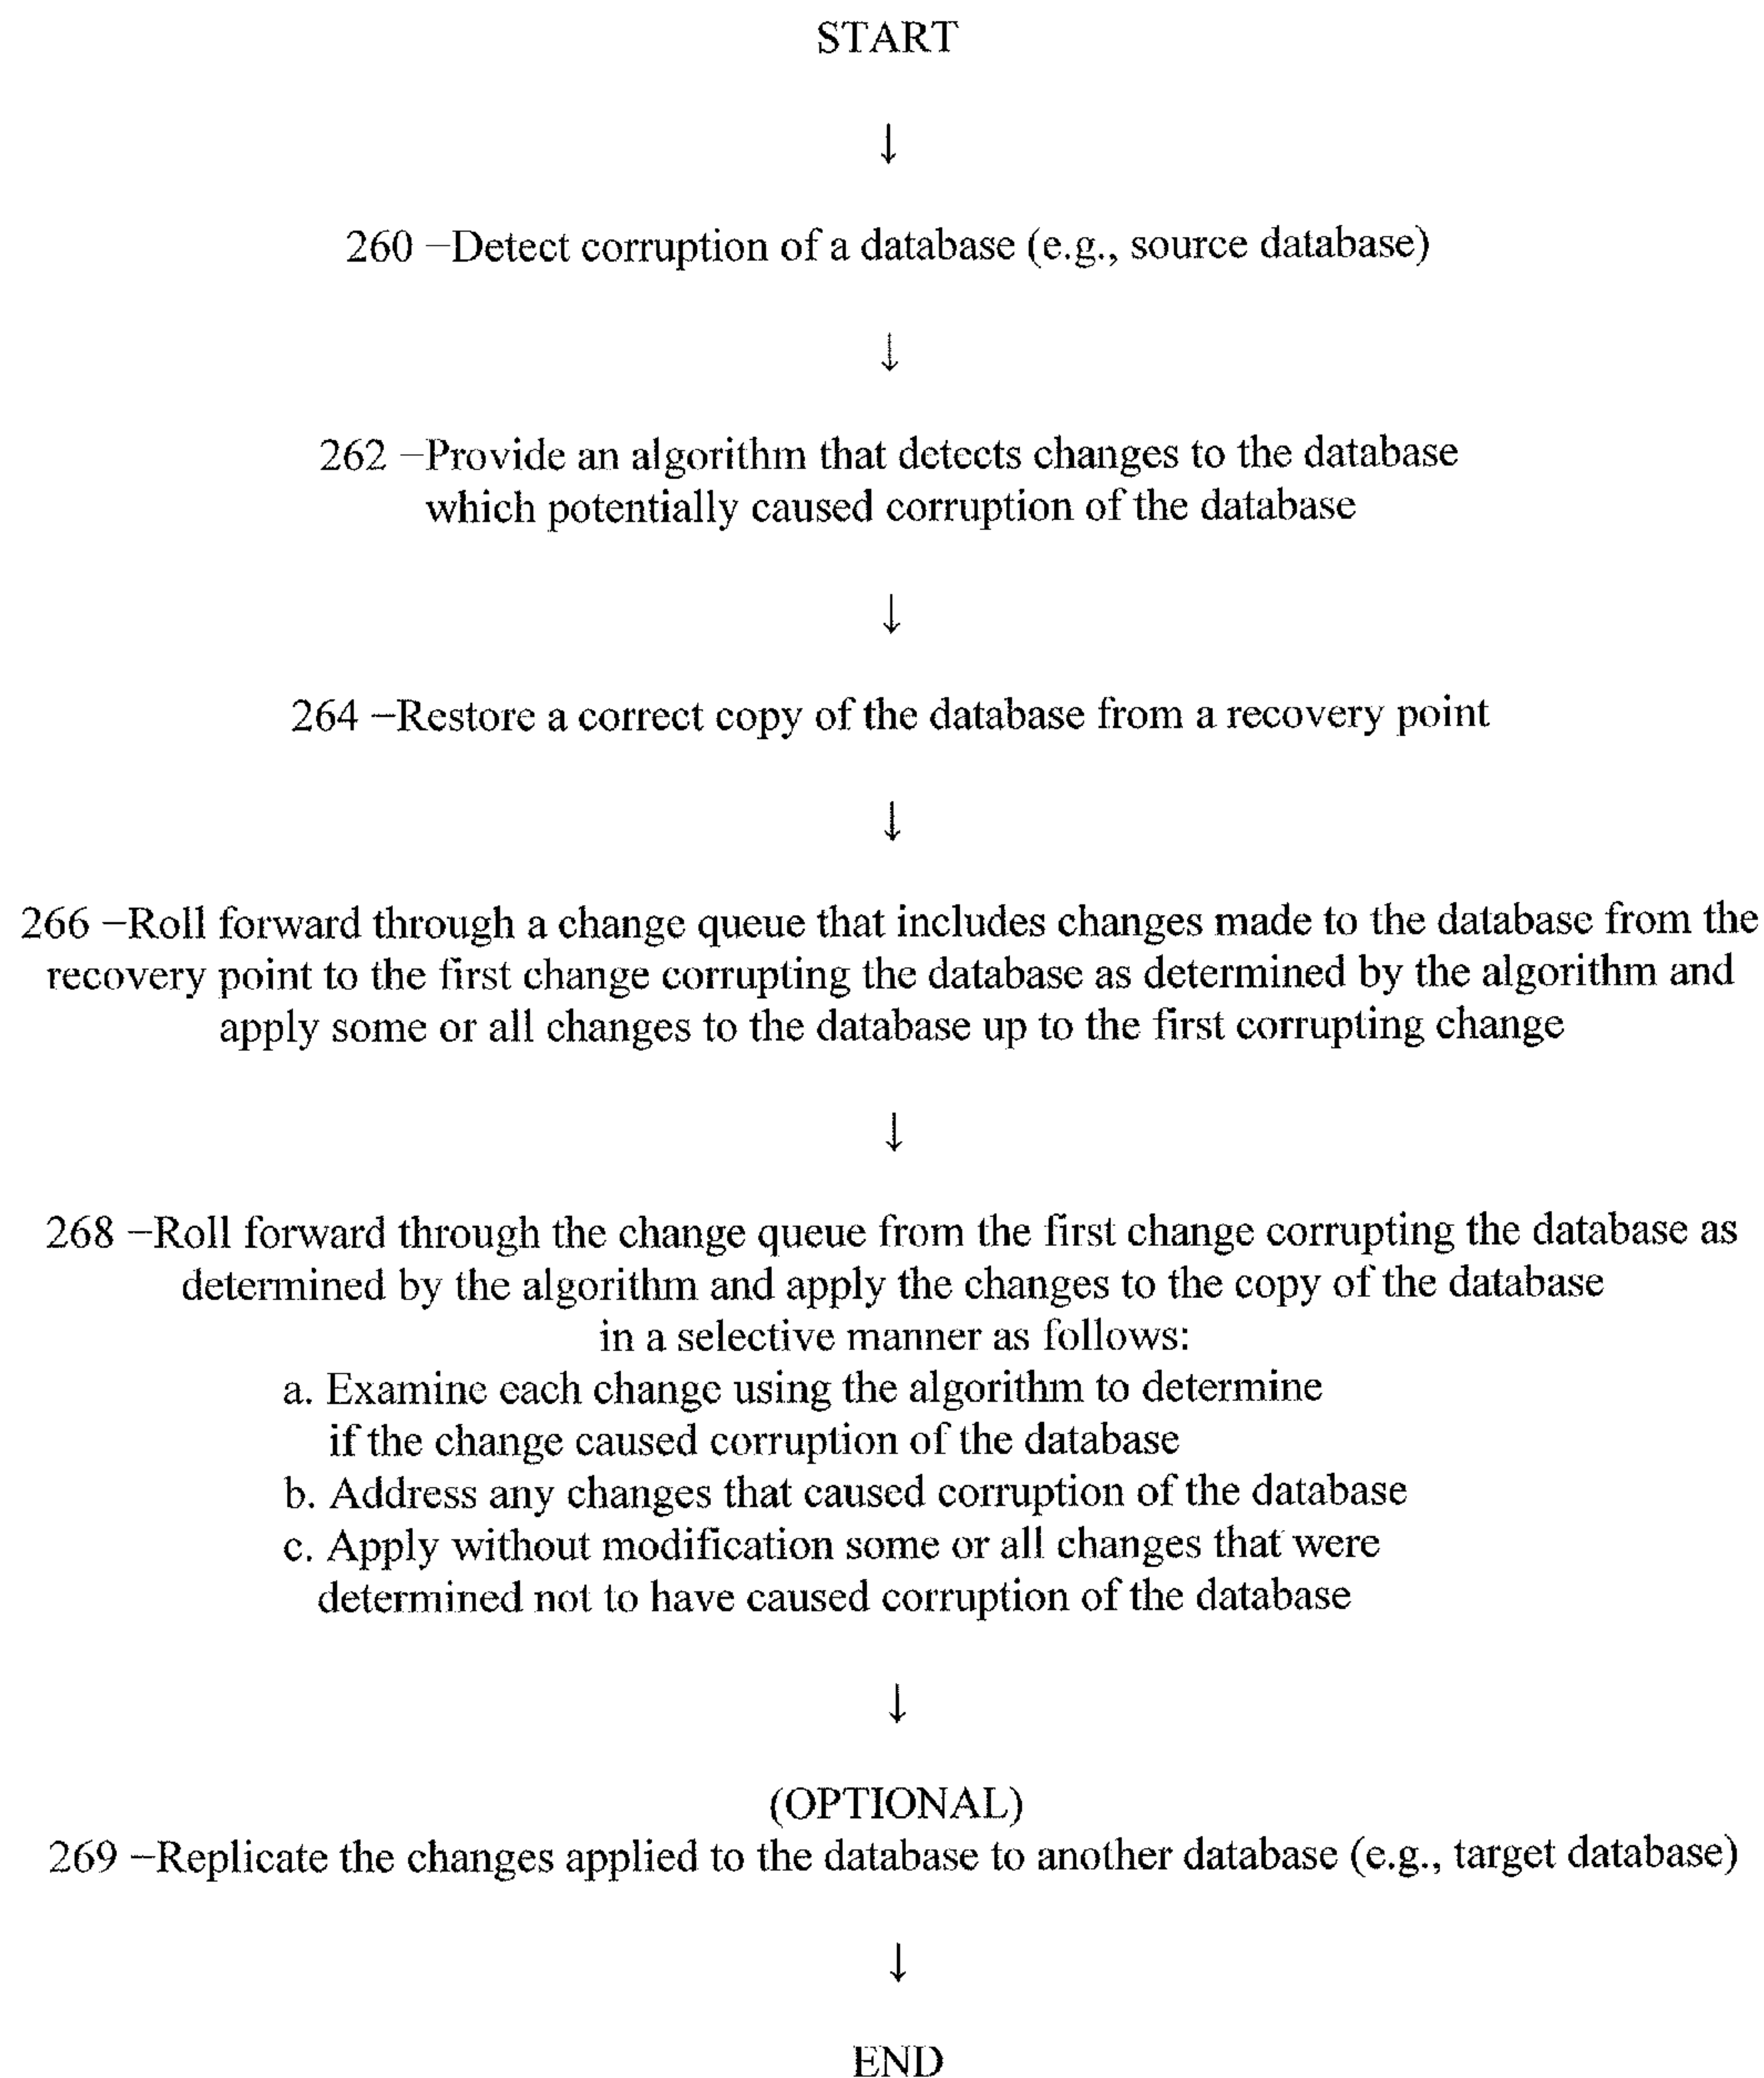 START
↓
260 –Detect corruption of a database (e.g., source database)
↓
262 –Provide an algorithm that detects changes to the database
which potentially caused corruption of the database
↓
264 –Restore a correct copy of the database from a recovery point
↓
266 –Roll forward through a change queue that includes changes made to the database from the
recovery point to the first change corrupting the database as determined by the algorithm and
apply some or all changes to the database up to the first corrupting change
↓
268 –Roll forward through the change queue from the first change corrupting the database as
determined by the algorithm and apply the changes to the copy of the database
in a selective manner as follows:
a. Examine each change using the algorithm to determine
if the change caused corruption of the database
b. Address any changes that caused corruption of the database
c. Apply without modification some or all changes that were
determined not to have caused corruption of the database
↓
(OPTIONAL)
269 –Replicate the changes applied to the database to another database (e.g., target database)
↓
END